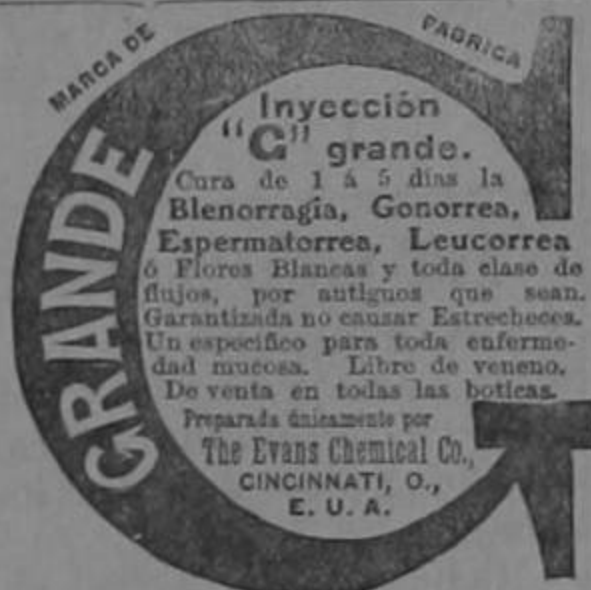 MARCA DE FABRICA
GRANDE
Inyección
"G" grande.
Cura de 1 á 5 dias la
Blenorragía, Gonorrea,
Espermatorrea, Leucorrea
ó Flores Blancas y toda clase de
flujos, por antiguos que sean.
Garantizada no causar Estrecheces.
Un especifico para toda enferme-
dad mucosa. Libre de veneno.
De venta en todas las boticas.
Preparada únicamente por
The Evans Chemical Co.,
CINCINNATI, O.,
E. U. A.